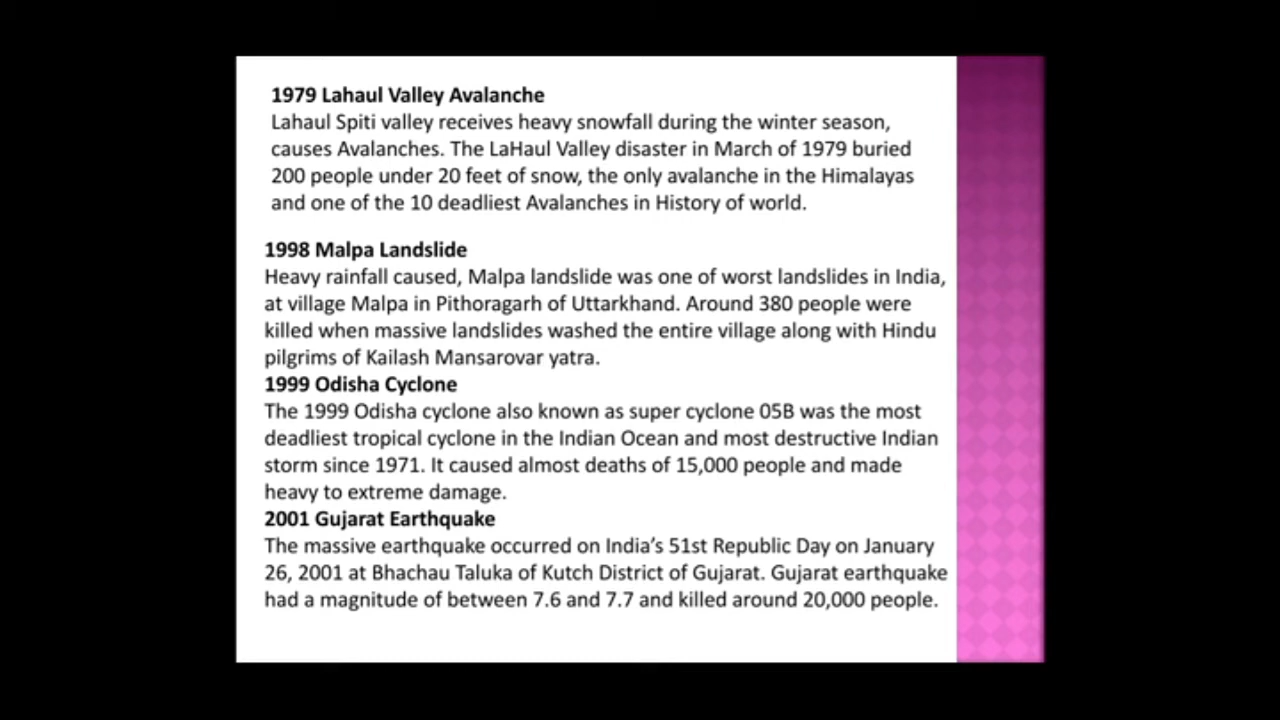 1979 Lahaul Valley Avalanche
Lahaul Spiti valley receives heavy snowfall during the winter season,
causes Avalanches. The LaHaul Valley disaster in March of 1979 buried
200 people under 20 feet of snow, the only avalanche in the Himalayas
and one of the 10 deadliest Avalanches in History of world.
1998 Malpa Landslide
Heavy rainfall caused, Malpa landslide was one of worst landslides in India,
at village Malpa in Pithoragarh of Uttarkhand. Around 380 people were
killed when massive landslides washed the entire village along with Hindu
pilgrims of Kailash Mansarovar yatra.
1999 Odisha Cyclone
The 1999 Odisha cyclone also known as super cyclone 05B was the most
deadliest tropical cyclone in the Indian Ocean and most destructive Indian
storm since 1971. It caused almost deaths of 15,000 people and made
heavy to extreme damage.
2001 Gujarat Earthquake
The massive earthquake occurred on India’s 51st Republic Day on January
26, 2001 at Bhachau Taluka of Kutch District of Gujarat. Gujarat earthquake
had a magnitude of between 7.6 and 7.7 and killed around 20,000 people.